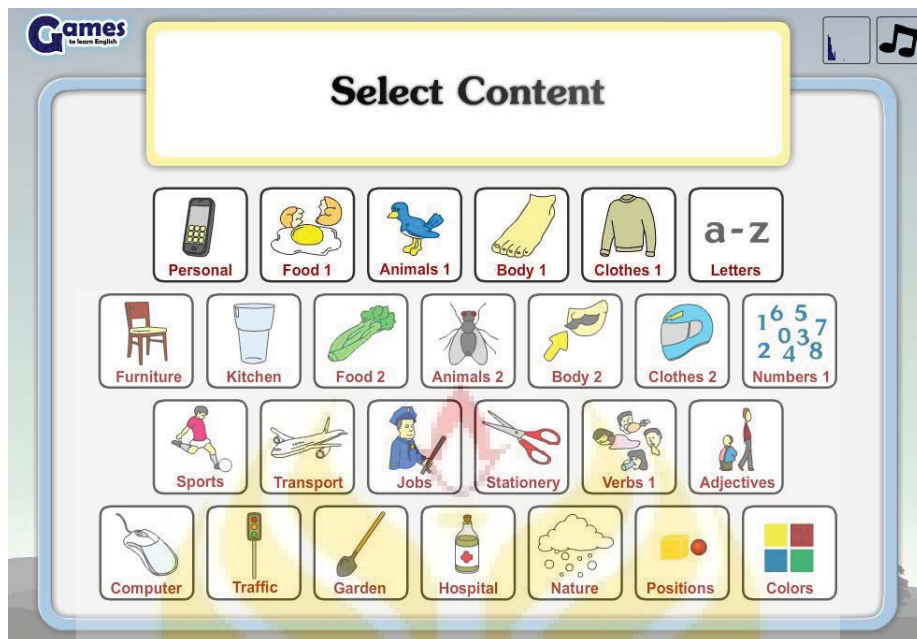 Games
to learn English
Select Content
a-z
Personal Food 1 Animals 1 Body 1 Clothes 1 Letters
1 6 5 7
2 0 4 3 8
Furniture Kitchen Food 2 Animals 2 Body 2 Clothes 2 Numbers 1
Sports Transport Jobs Stationery Verbs 1 Adjectives
Computer Traffic Garden Hospital Nature Positions Colors